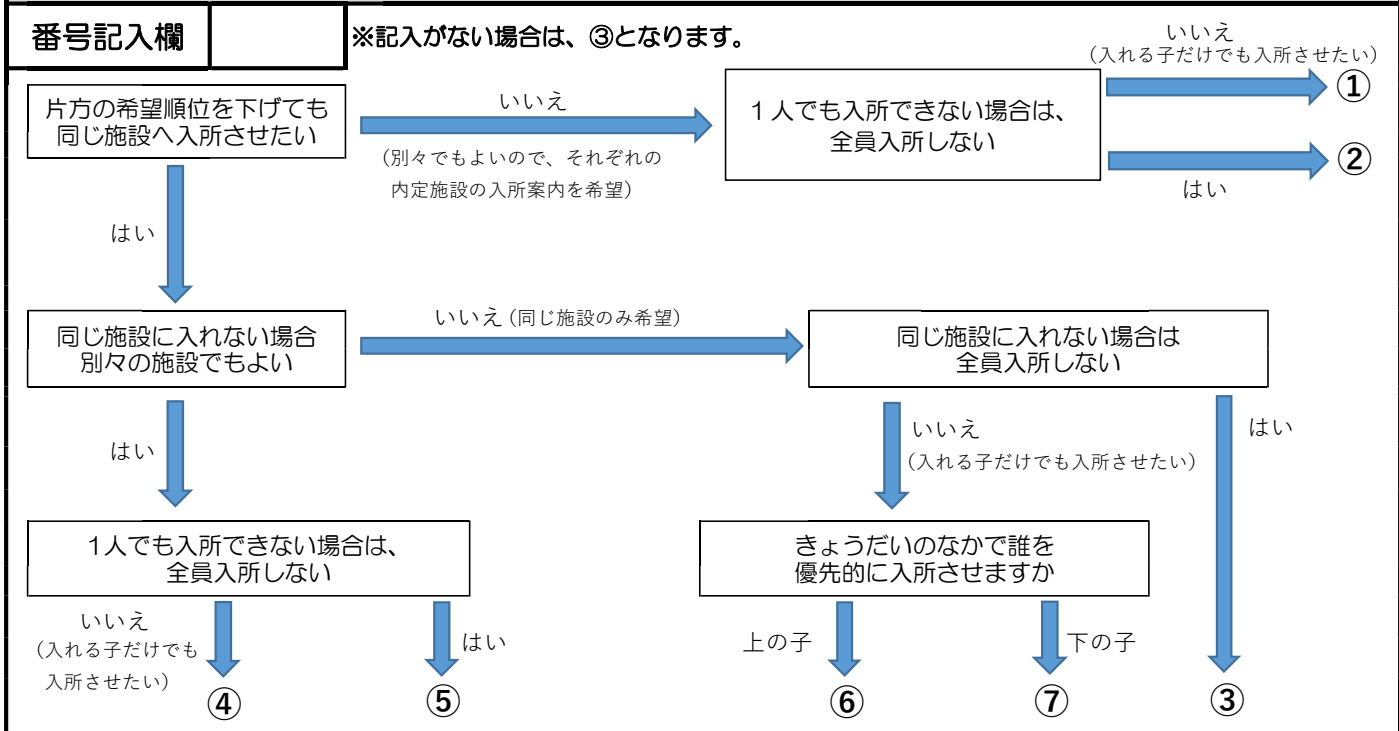 番号記入欄
※記入がない場合は、③となります。
片方の希望順位を下げても
同じ施設へ入所させたい
いいえ
(別々でもよいので、それぞれの
内定施設の入所案内を希望)
1人でも入所できない場合は、
全員入所しない
いいえ
(入れる子だけでも入所させたい)
①
はい
②
はい
同じ施設に入れない場合
別々の施設でもよい
いいえ(同じ施設のみ希望)
同じ施設に入れない場合は
全員入所しない
はい
いいえ
(入れる子だけでも入所させたい)
はい
1人でも入所できない場合は、
全員入所しない
きょうだいのなかで誰を
優先的に入所させますか
いいえ
(入れる子だけでも
入所させたい)
はい
上の子
下の子
④
⑤
⑥
⑦
③